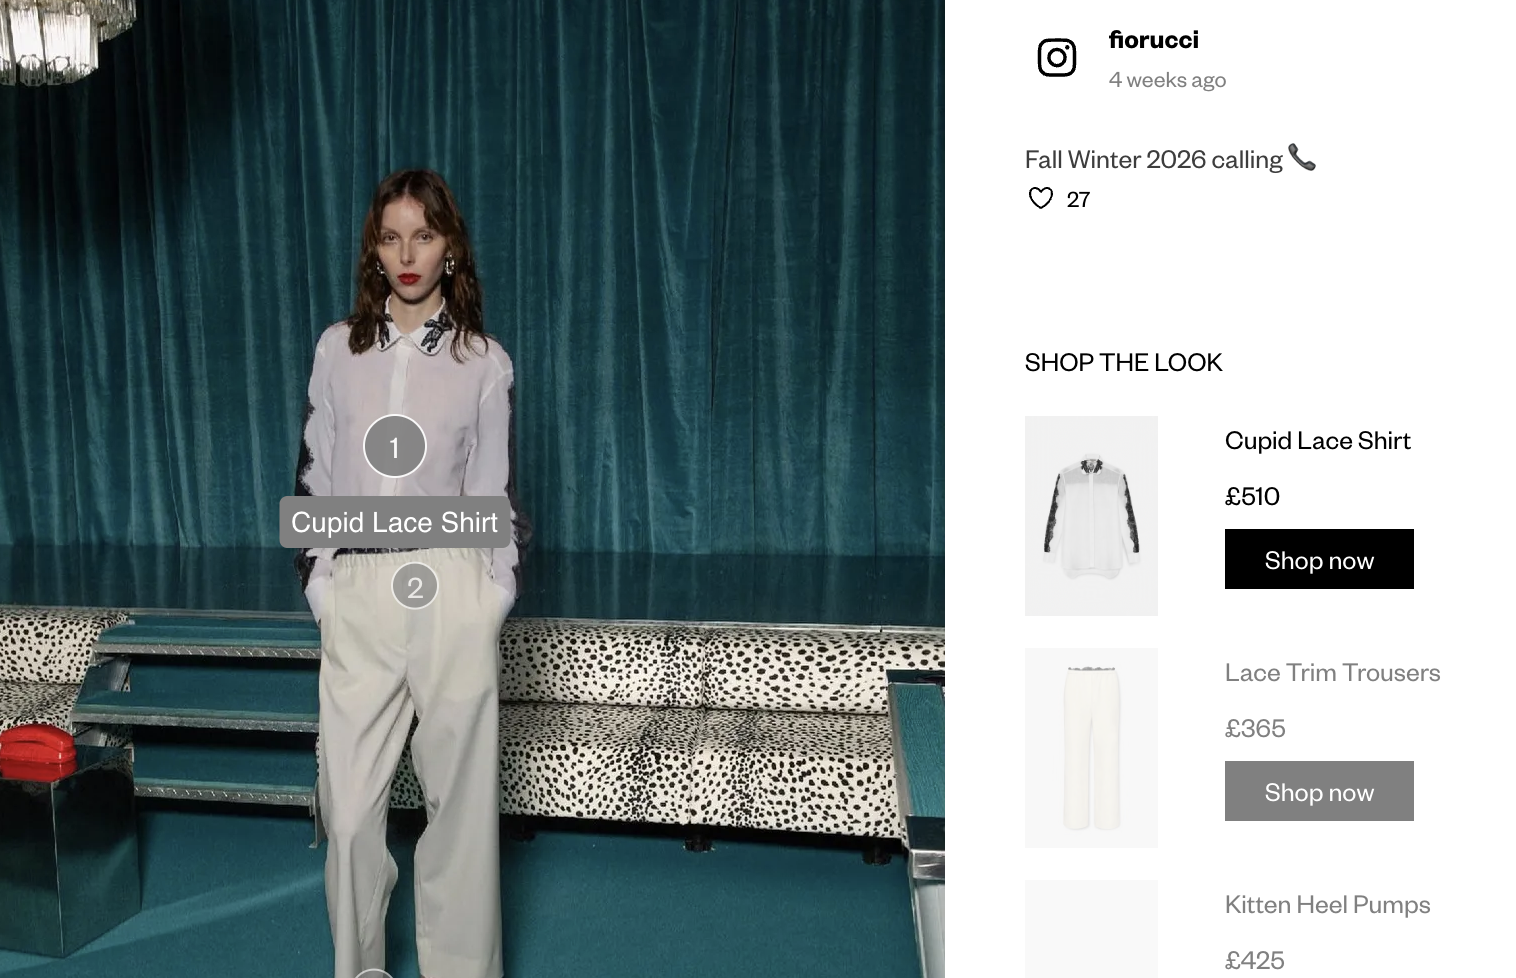 fiorucci
4 weeks ago
Fall Winter 2026 calling 📞
27
SHOP THE LOOK
1
Cupid Lace Shirt
2
Cupid Lace Shirt
£510
Shop now
Lace Trim Trousers
£365
Shop now
Kitten Heel Pumps
£425